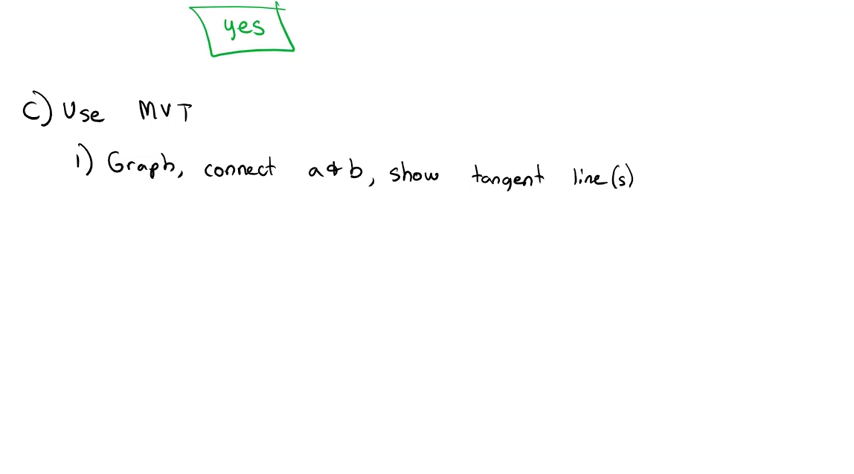 yes
c) Use MVT
1) Graph, connect a & b, show tangent line(s)